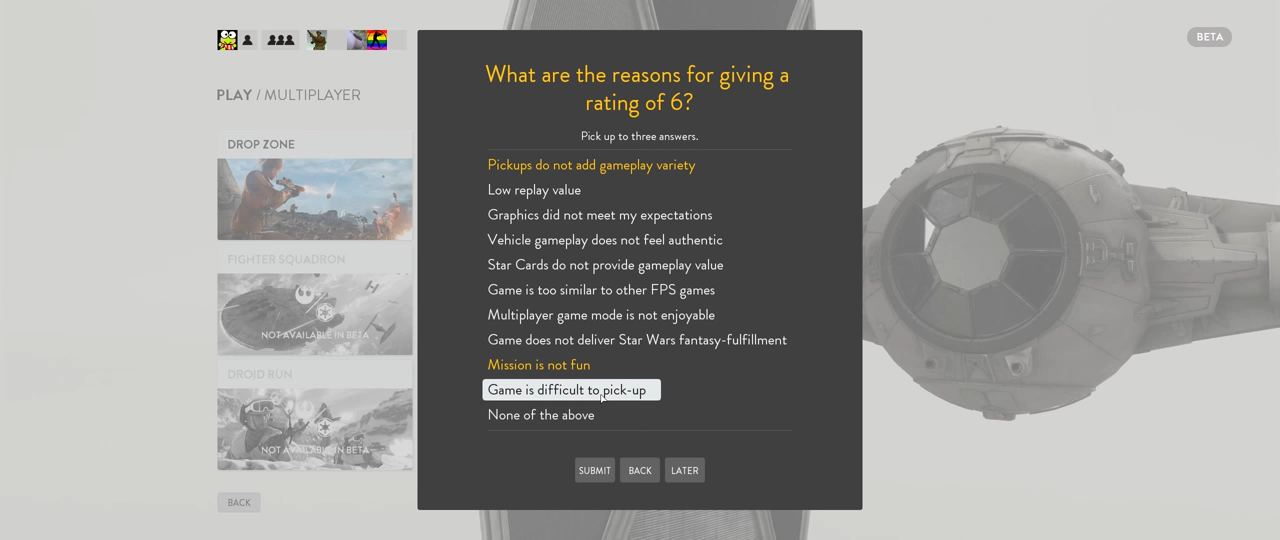 BETA
PLAY / MULTIPLAYER
DROP ZONE
FIGHTER SQUADRON
NOT AVAILABLE IN BETA
DROID RUN
NOT AVAILABLE IN BETA
BACK
What are the reasons for giving a
rating of 6?
Pick up to three answers.
Pickups do not add gameplay variety
Low replay value
Graphics did not meet my expectations
Vehicle gameplay does not feel authentic
Star Cards do not provide gameplay value
Game is too similar to other FPS games
Multiplayer game mode is not enjoyable
Game does not deliver Star Wars fantasy-fulfillment
Mission is not fun
Game is difficult to pick-up
None of the above
SUBMIT BACK LATER